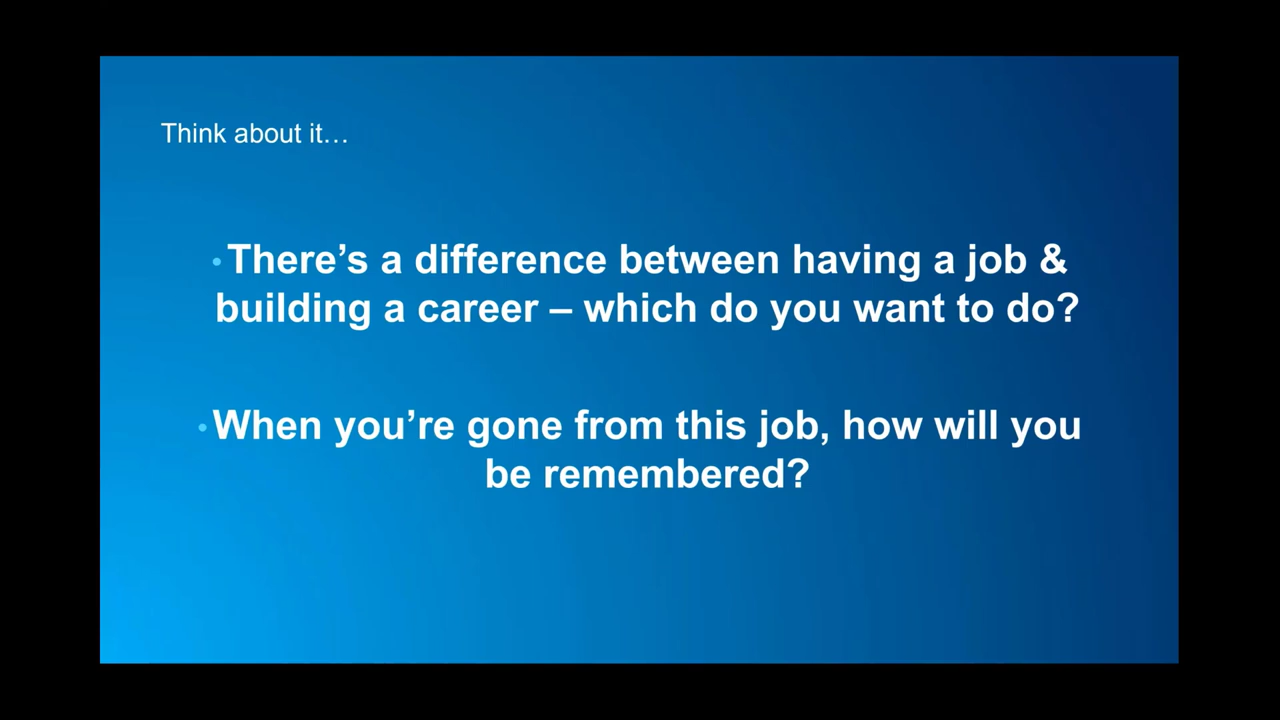 Think about it…
•There’s a difference between having a job &
building a career – which do you want to do?
•When you’re gone from this job, how will you
be remembered?